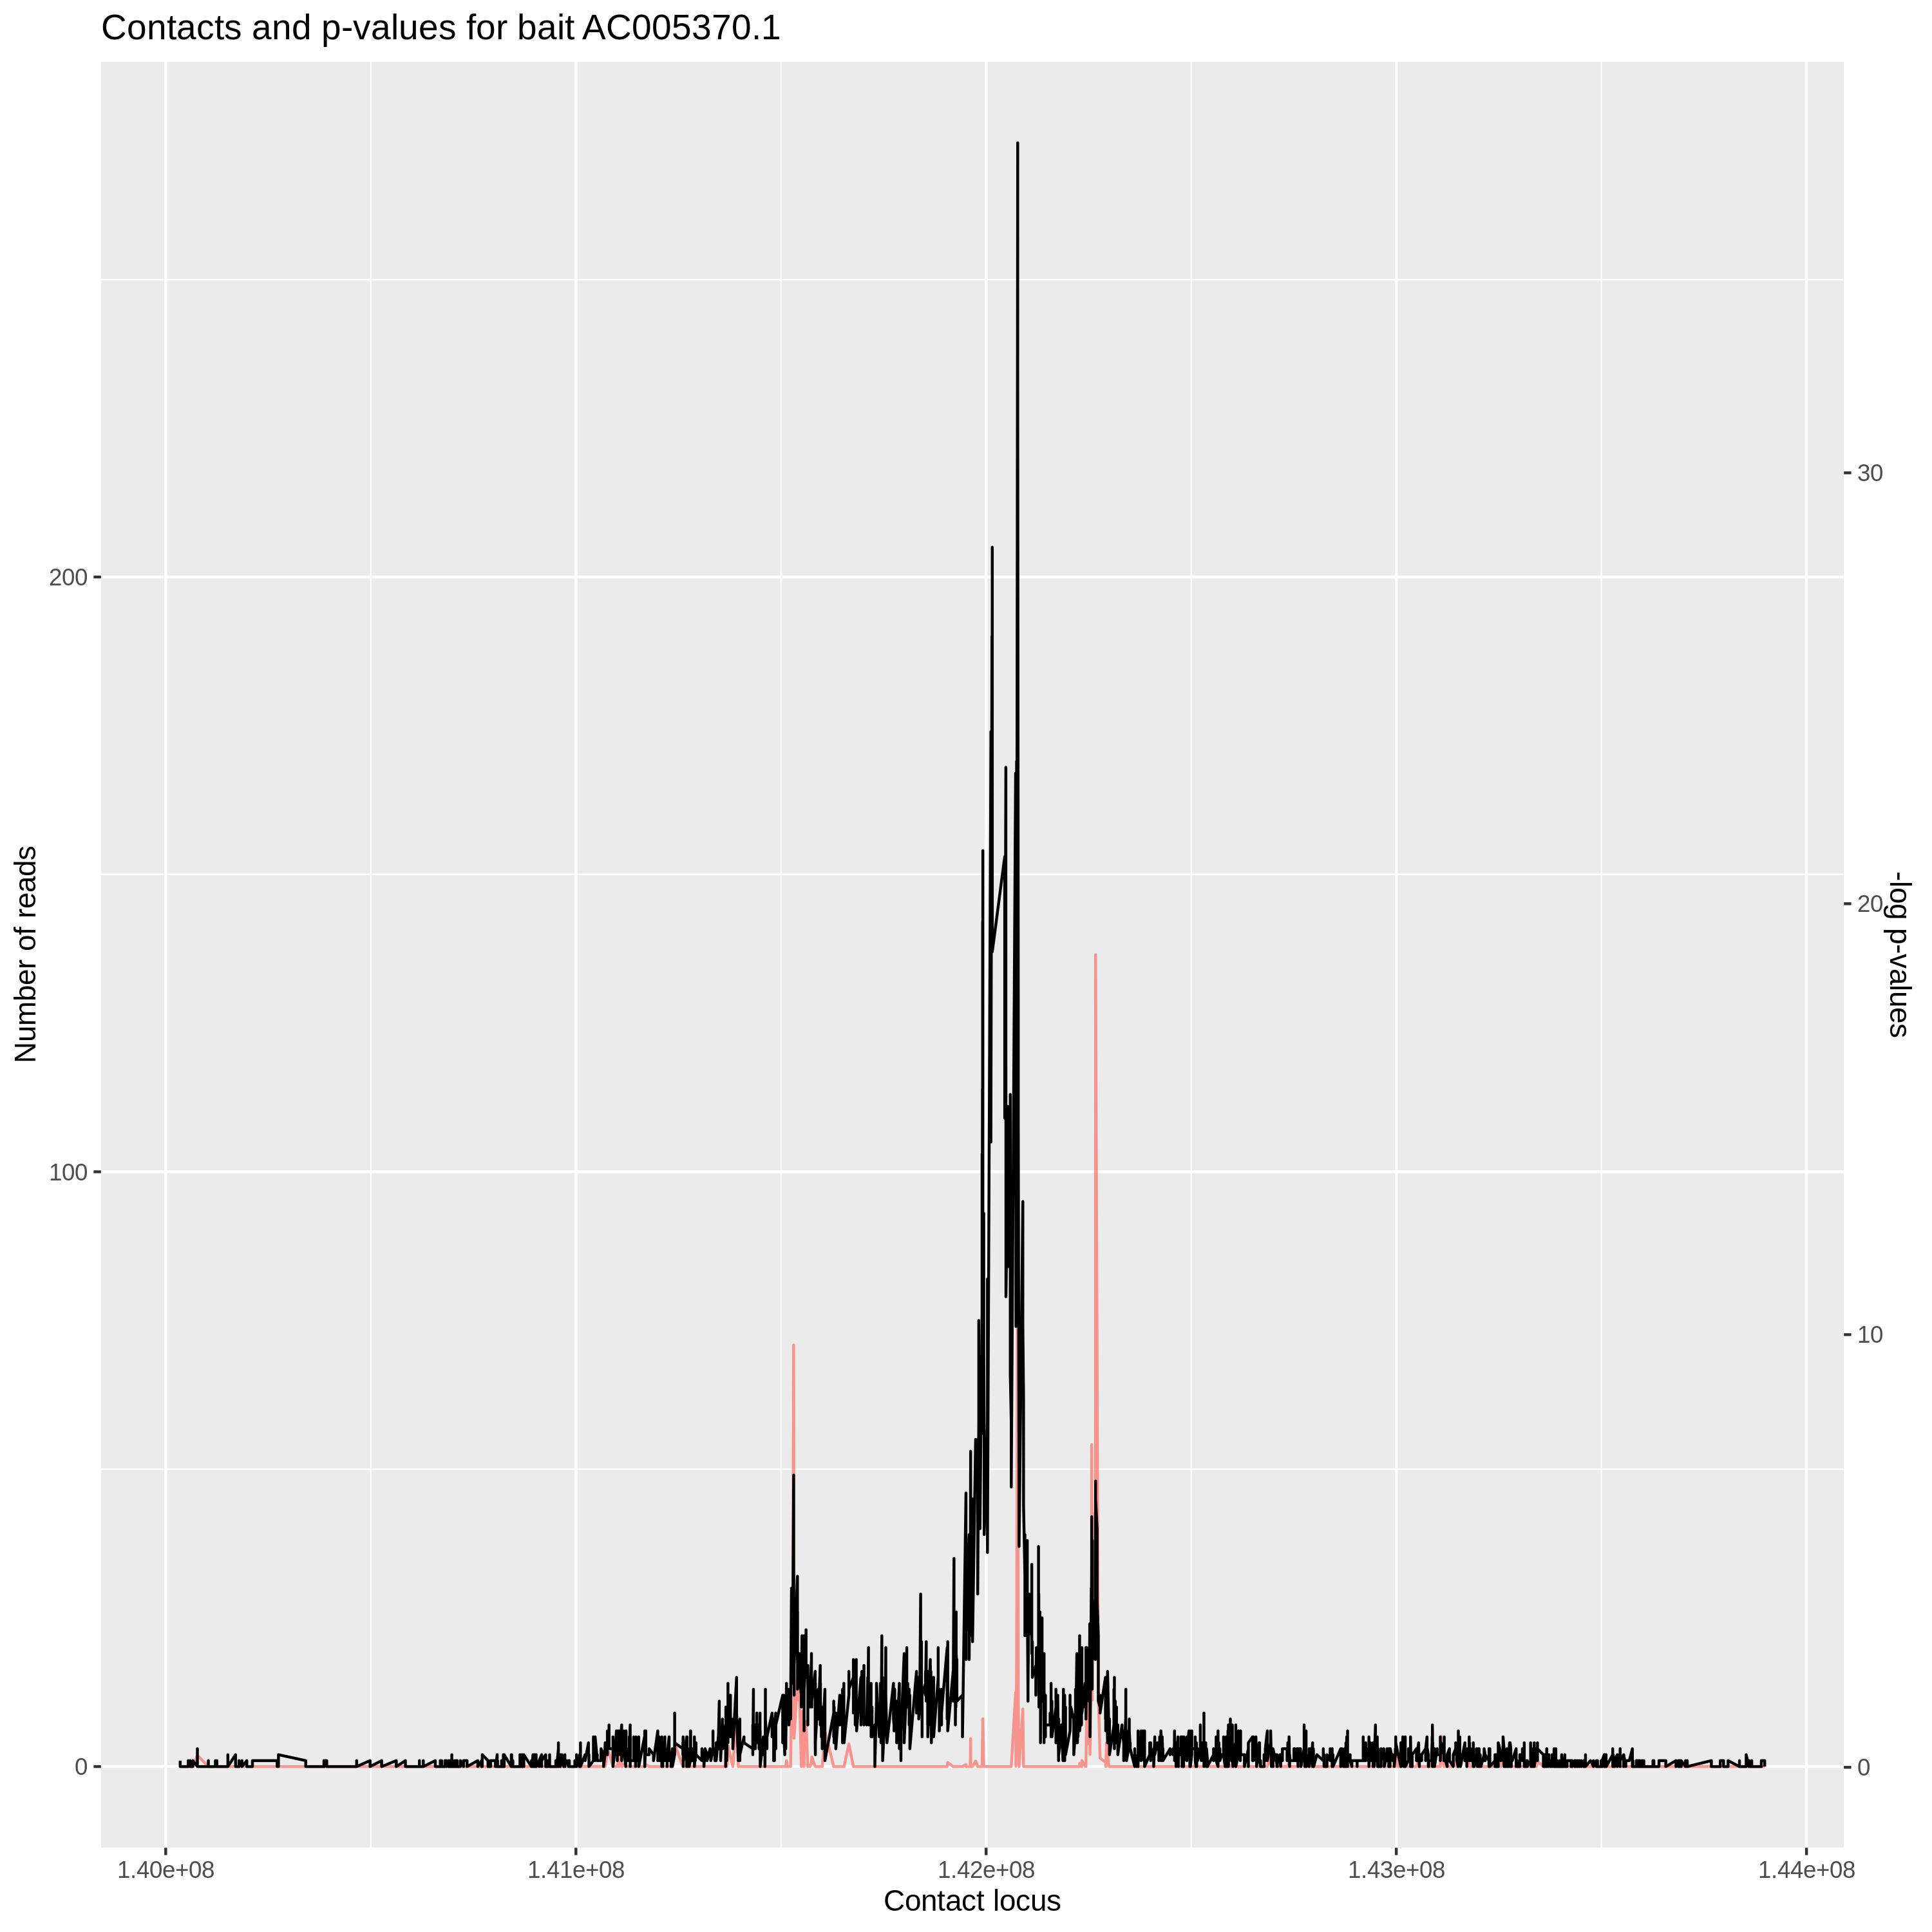 Contacts and p-values for bait AC005370.1
Number of reads
200
100
0
30
20
10
0
-log p-values
1.40e+08 1.41e+08 1.42e+08 1.43e+08 1.44e+08
Contact locus